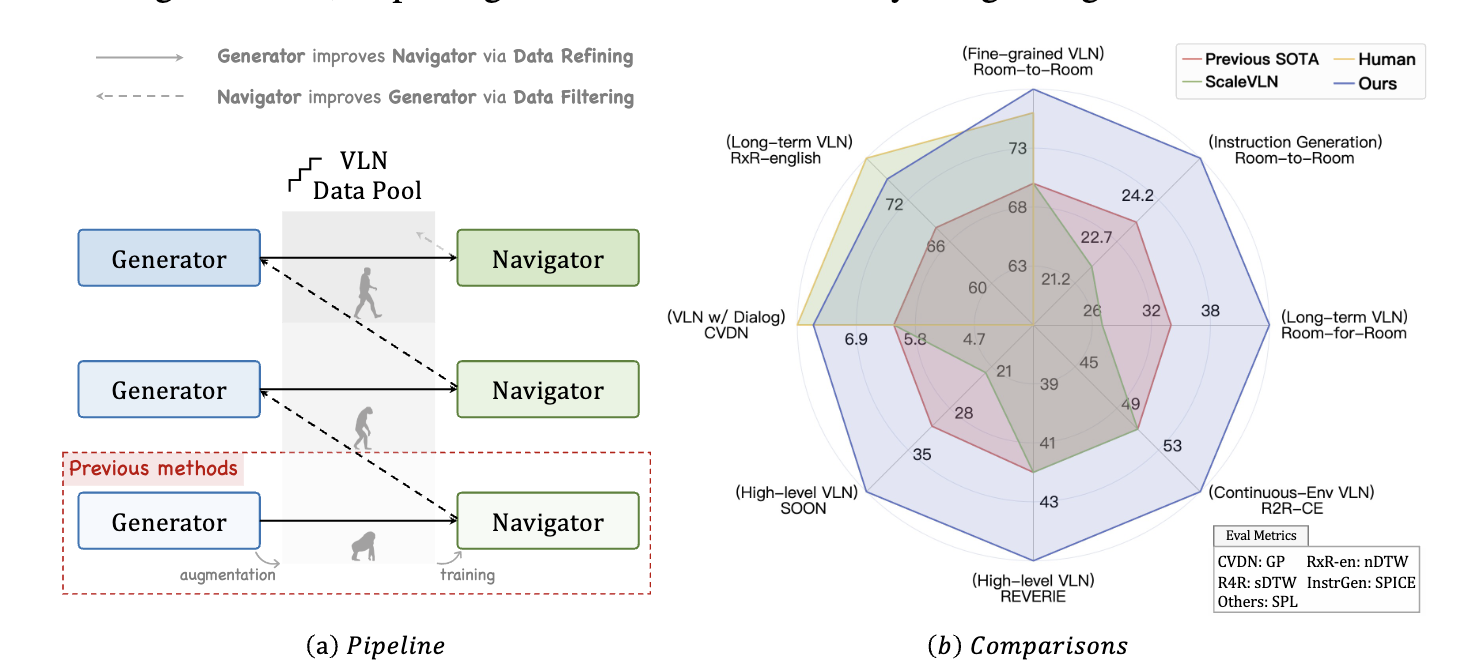 Generator improves Navigator via Data Refining
Navigator improves Generator via Data Filtering
VLN
Data Pool
Generator
Navigator
Generator
Navigator
Previous methods
Generator
Navigator
augmentation
training
(a) Pipeline
Previous SOTA
Human
ScaleVLN
Ours
(Fine-grained VLN)
Room-to-Room
(Instruction Generation)
Room-to-Room
(Long-term VLN)
Room-for-Room
(Continuous-Env VLN)
R2R-CE
(High-level VLN)
REVERIE
(High-level VLN)
SOON
(VLN w/ Dialog)
CVDN
(Long-term VLN)
RxR-english
73
68
63
24.2
22.7
21.2
26
32
38
45
49
53
39
41
43
21
28
35
6.9
5.8
4.7
72
66
60
Eval Metrics
CVDN: GP RxR-en: nDTW
R4R: sDTW InstrGen: SPICE
Others: SPL
(b) Comparisons